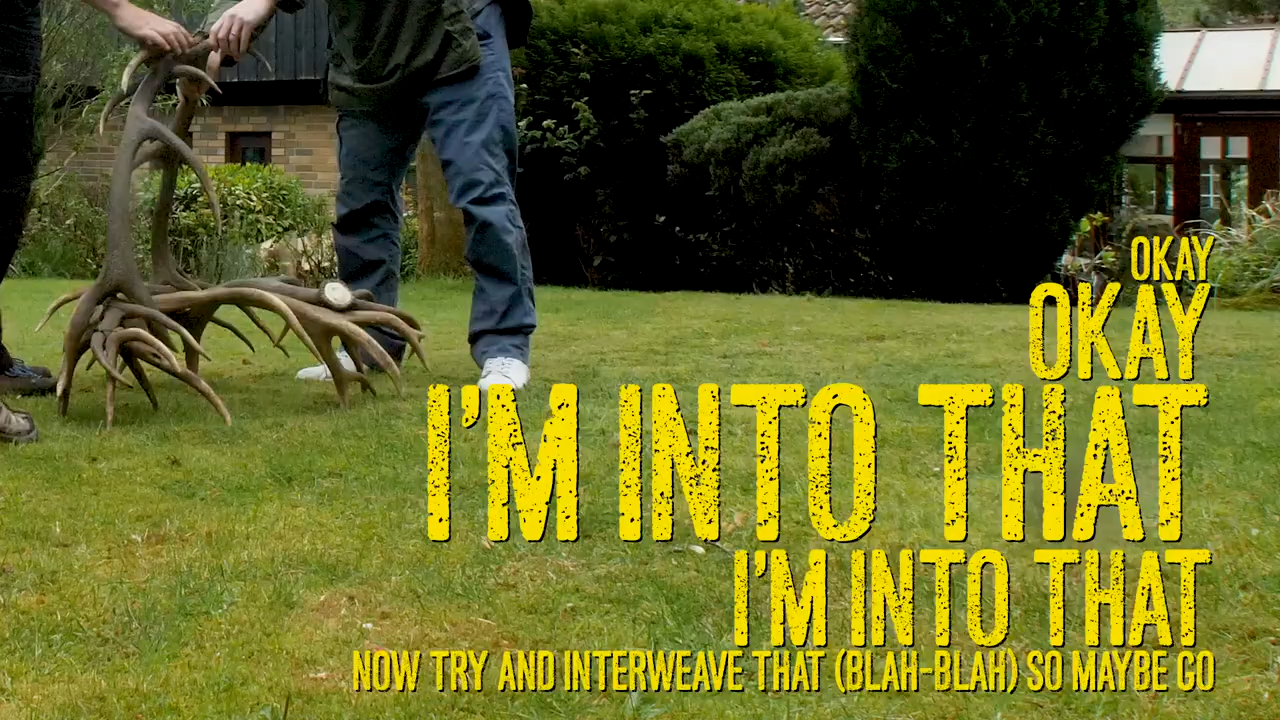 OKAY
OKAY
I'M INTO THAT
I'M INTO THAT
NOW TRY AND INTERWEAVE THAT (BLAH-BLAH) SO MAYBE GO